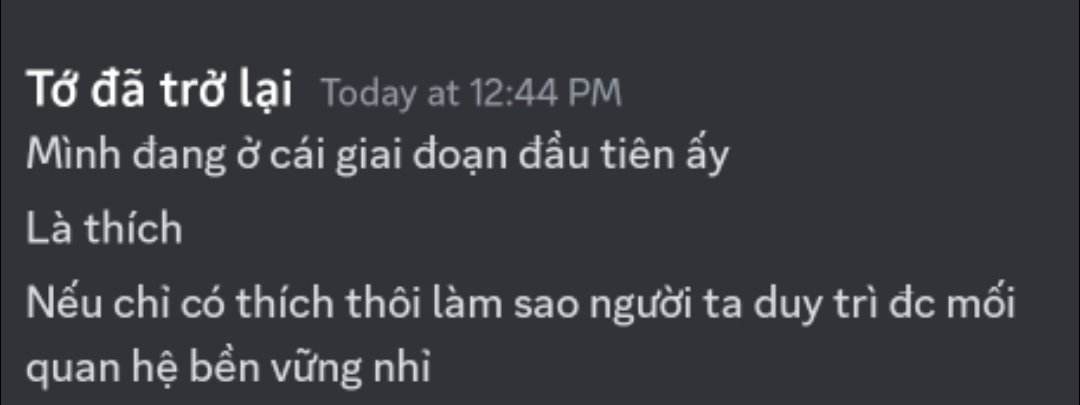 Tớ đã trở lại Today at 12:44 PM
Mình đang ở cái giai đoạn đầu tiên ấy
Là thích
Nếu chỉ có thích thôi làm sao người ta duy trì đc mối
quan hệ bền vững nhỉ